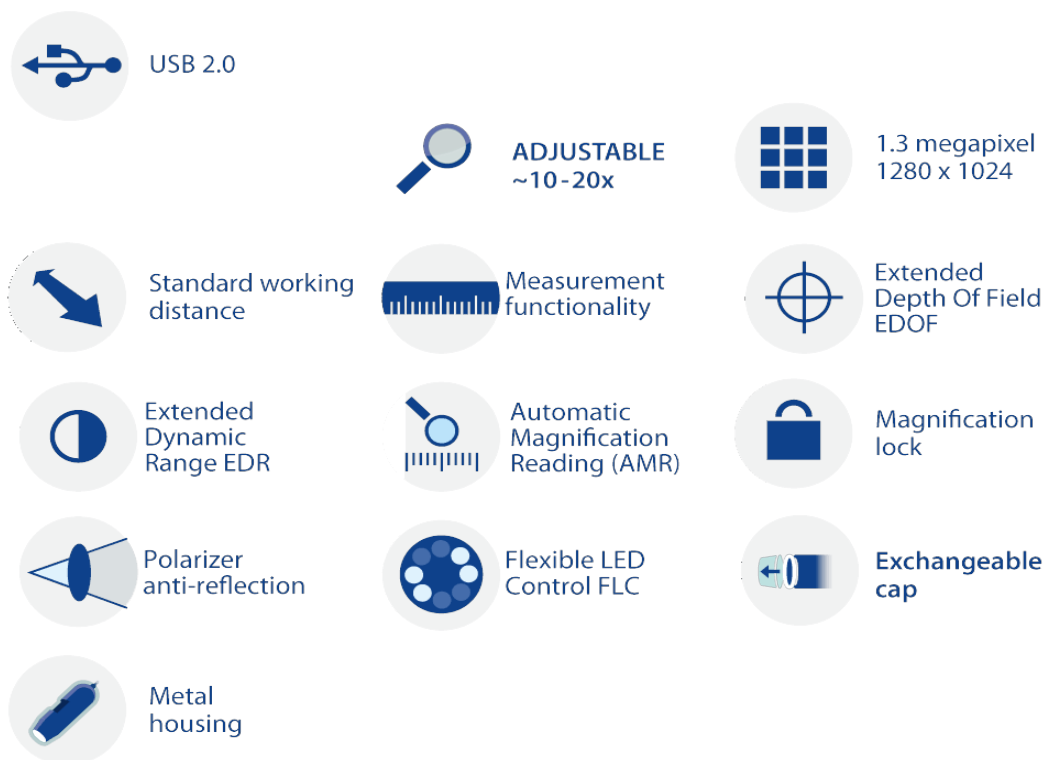 USB 2.0
ADJUSTABLE
~10-20x
1.3 megapixel
1280 x 1024
Standard working
distance
Measurement
functionality
Extended
Depth Of Field
EDOF
Extended
Dynamic
Range EDR
Automatic
Magnification
Reading (AMR)
Magnification
lock
Polarizer
anti-reflection
Flexible LED
Control FLC
Exchangeable
cap
Metal
housing